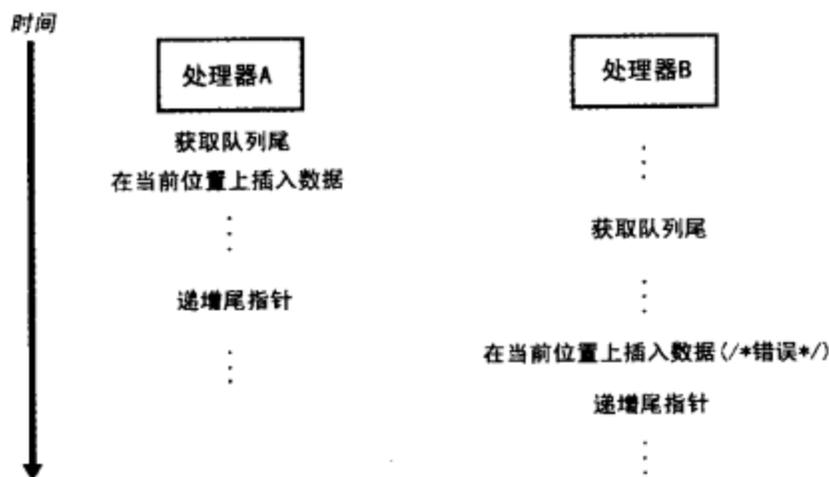 时间
处理器A
获取队列尾
在当前位置上插入数据
递增尾指针
处理器B
获取队列尾
在当前位置上插入数据(/*错误*/)
递增尾指针